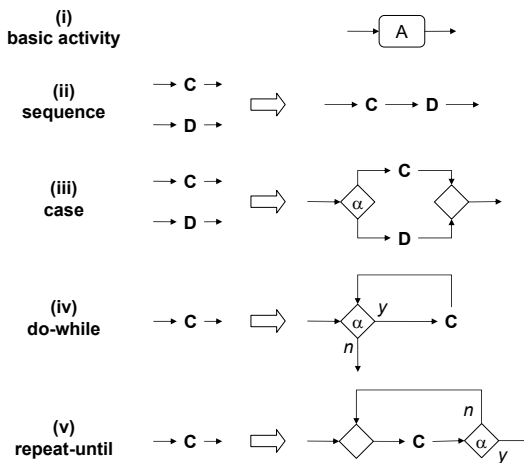 (i)
basic activity
A
(ii)
sequence
C
D
C D
(iii)
case
C
D
C
α
D
(iv)
do-while
C
α
y
C
n
(v)
repeat-until
C
n
C
α
y